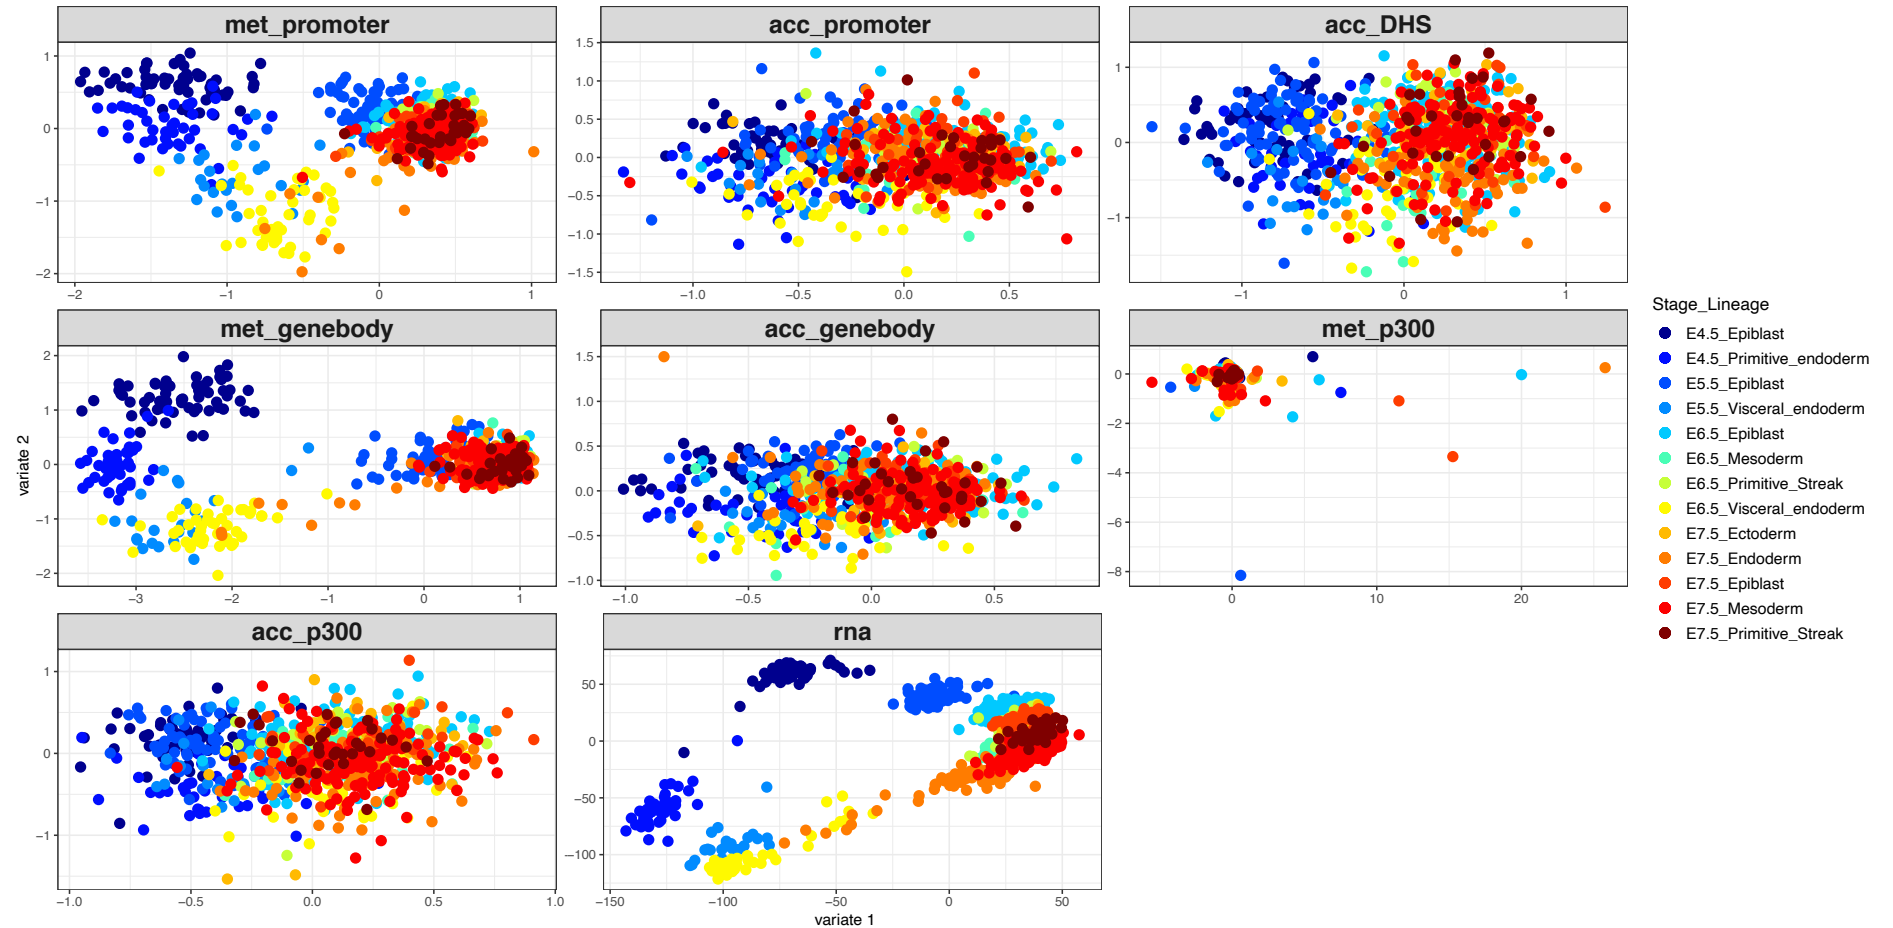 met_promoter
acc_promoter
acc_DHS
1
0
−1
−2
−2
−1
0
1
1.5
1.0
0.5
0.0
−0.5
−1.0
−1.5
−1.0
−0.5
0.0
0.5
1
0
−1
−1
0
1
met_genebody
acc_genebody
met_p300
2
1
0
−1
−2
−3
−2
−1
0
1
1.5
1.0
0.5
0.0
−0.5
−1.0
−1.0
−0.5
0.0
0.5
0
−2
−4
−6
−8
0
10
20
acc_p300
rna
1
0
−1
−1.0
−0.5
0.0
0.5
1.0
50
0
−50
−100
−150
−100
−50
0
50
variate 2
variate 1
Stage_Lineage
E4.5_Epiblast
E4.5_Primitive_endoderm
E5.5_Epiblast
E5.5_Visceral_endoderm
E6.5_Epiblast
E6.5_Mesoderm
E6.5_Primitive_Streak
E6.5_Visceral_endoderm
E7.5_Ectoderm
E7.5_Endoderm
E7.5_Epiblast
E7.5_Mesoderm
E7.5_Primitive_Streak